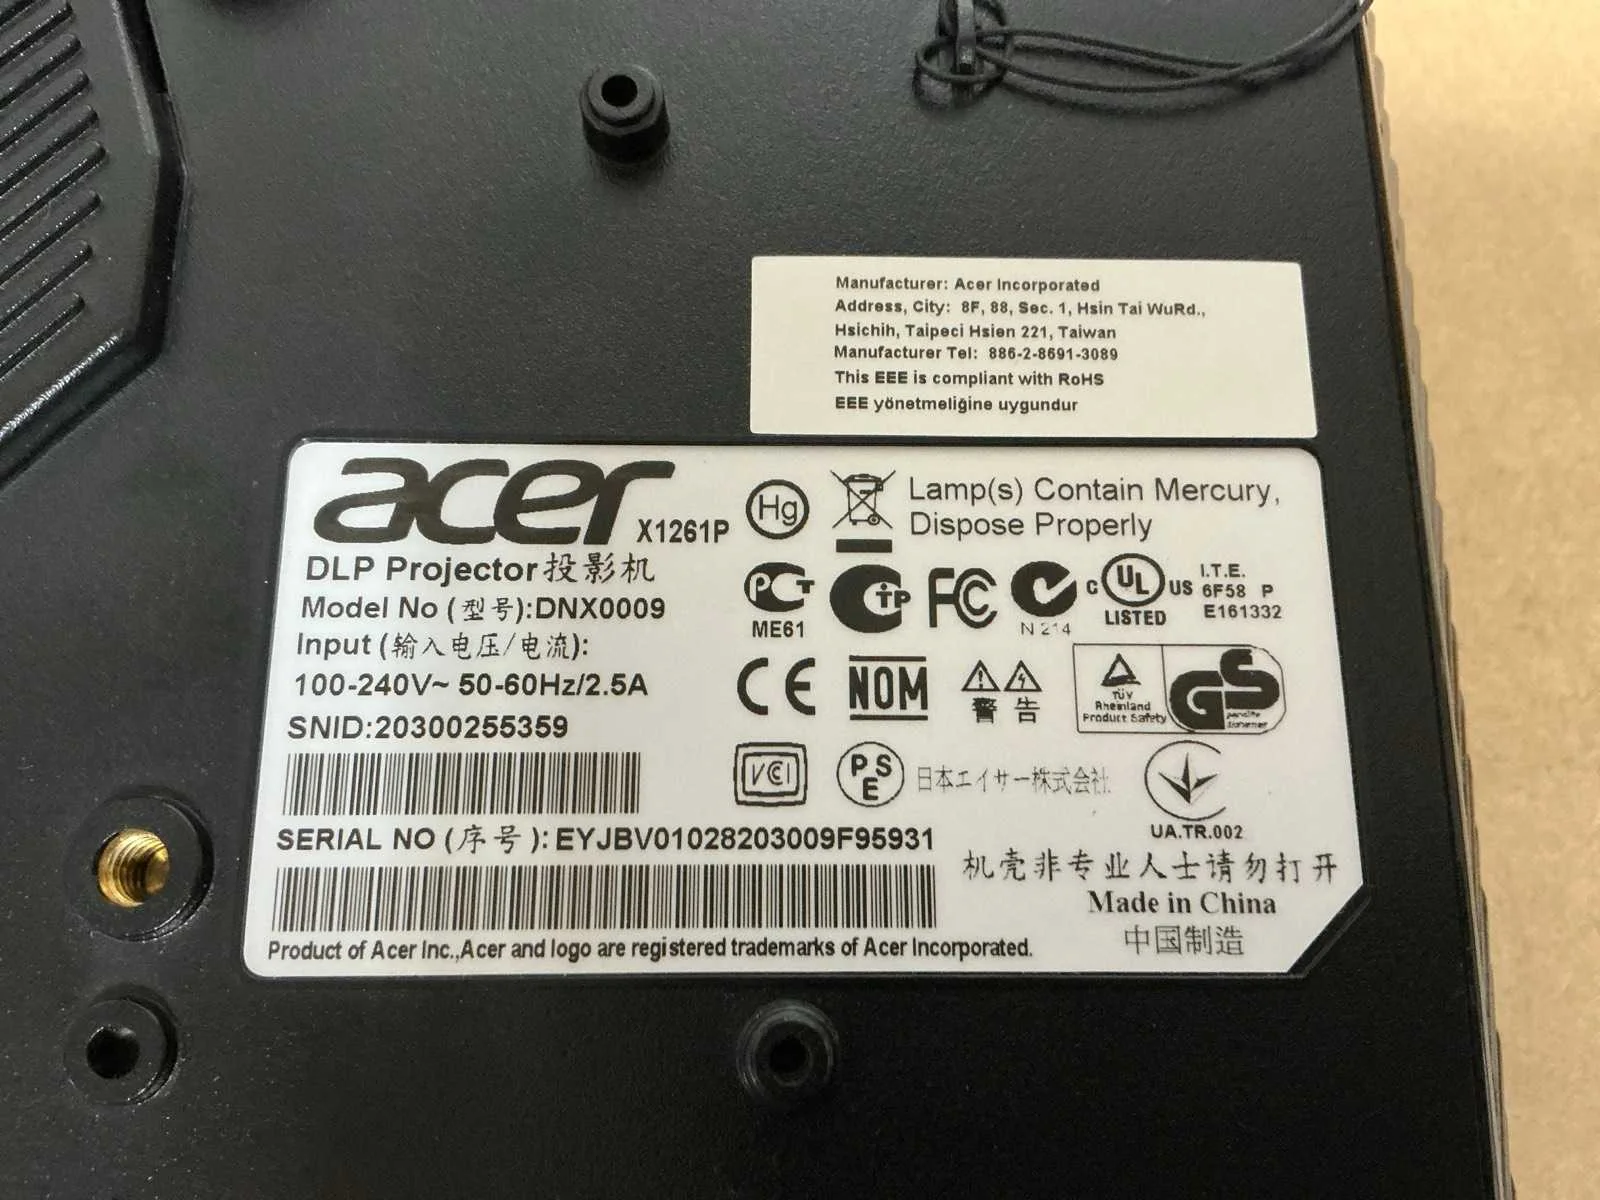 Manufacturer: Acer Incorporated
Address, City: 8F, 88, Sec. 1, Hsin Tai WuRd.,
Hsichih, Taipeci Hsien 221, Taiwan
Manufacturer Tel: 886-2-8691-3089
This EEE is compliant with RoHS
EEE yönetmeliğine uygundur
acer X1261P
DLP Projector投影机
Model No (型号):DNX0009
Input (输入电压/电流):
100-240V~ 50-60Hz/2.5A
SNID:20300255359
SERIAL NO (序号): EYJBV01028203009F95931
Product of Acer Inc.,Acer and logo are registered trademarks of Acer Incorporated.
Hg
Lamp(s) Contain Mercury,
Dispose Properly
PCT
ME61
FC
N 214
C UL US
LISTED
I.T.E.
6F58 P
E161332
CE
NOM
警告
TÜV
Rheinland
Product Safety
GS
VCI
PSE
日本エイサー株式会社
UA.TR.002
机壳非专业人士请勿打开
Made in China
中国制造